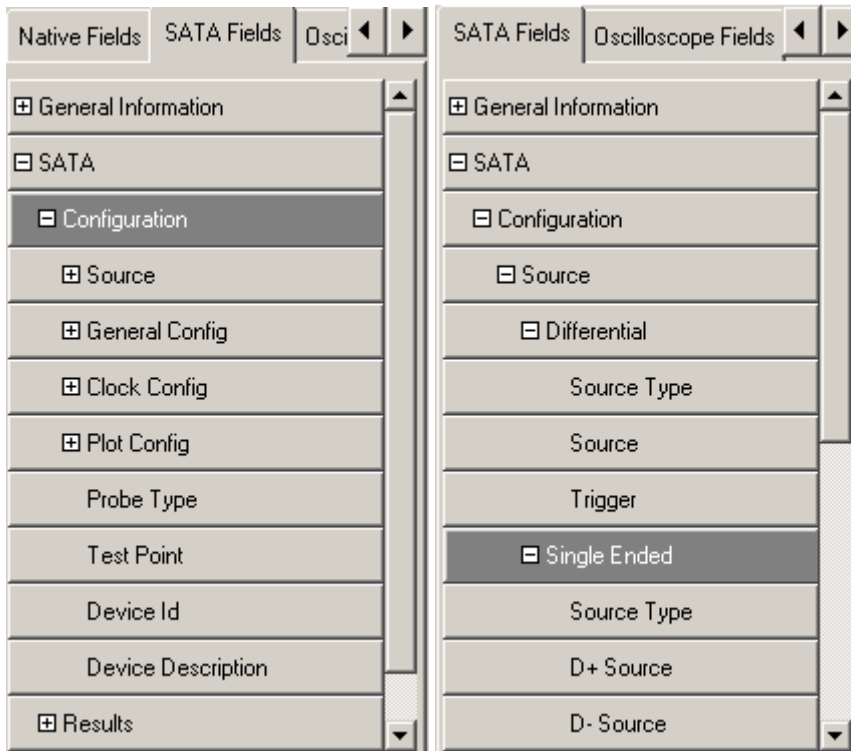 Native Fields
SATA Fields
Osci
General Information
SATA
Configuration
Source
General Config
Clock Config
Plot Config
Probe Type
Test Point
Device Id
Device Description
Results
SATA Fields
Oscilloscope Fields
General Information
SATA
Configuration
Source
Differential
Source Type
Source
Trigger
Single Ended
Source Type
D+ Source
D- Source